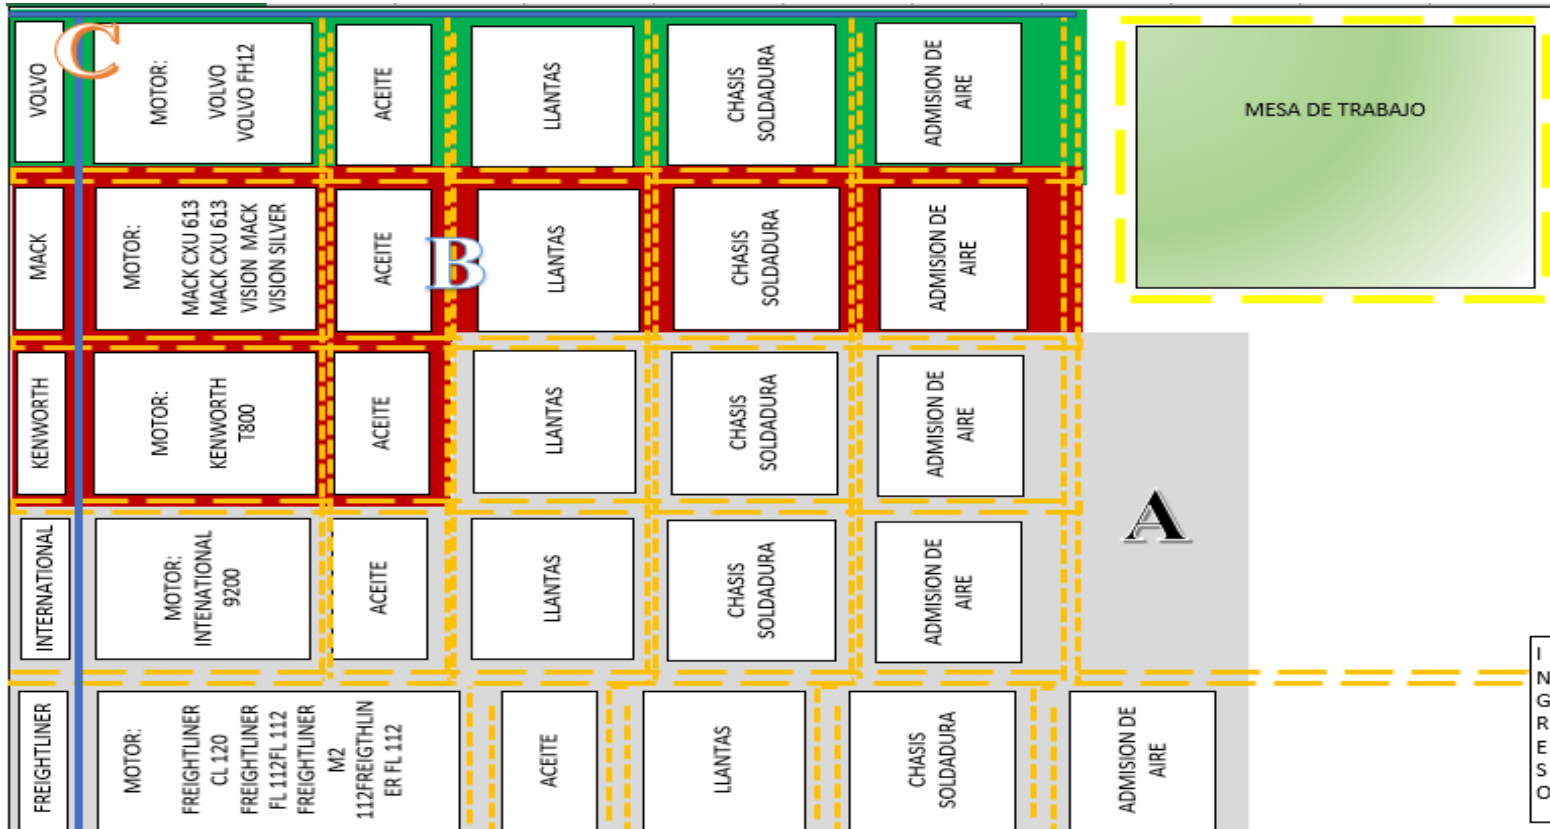 VOLVO
C
MOTOR:
VOLVO
VOLVO FH12
ACEITE
LLANTAS
CHASIS
SOLDADURA
ADMISION DE
AIRE
MESA DE TRABAJO
MACK
MOTOR:
MACK CXU 613
MACK CXU 613
VISION MACK
VISION SILVER
ACEITE
B
LLANTAS
CHASIS
SOLDADURA
ADMISION DE
AIRE
KENWORTH
MOTOR:
KENWORTH
T800
ACEITE
LLANTAS
CHASIS
SOLDADURA
ADMISION DE
AIRE
A
INTERNATIONAL
MOTOR:
INTENATIONAL
9200
ACEITE
LLANTAS
CHASIS
SOLDADURA
ADMISION DE
AIRE
INGRESO
FREIGHTLINER
MOTOR:
FREIGHTLINER
CL 120
FREIGHTLINER
FL 112FL 112
FREIGHTLINER
M2
112FREIGTHLIN
ER FL 112
ACEITE
LLANTAS
CHASIS
SOLDADURA
ADMISION DE
AIRE